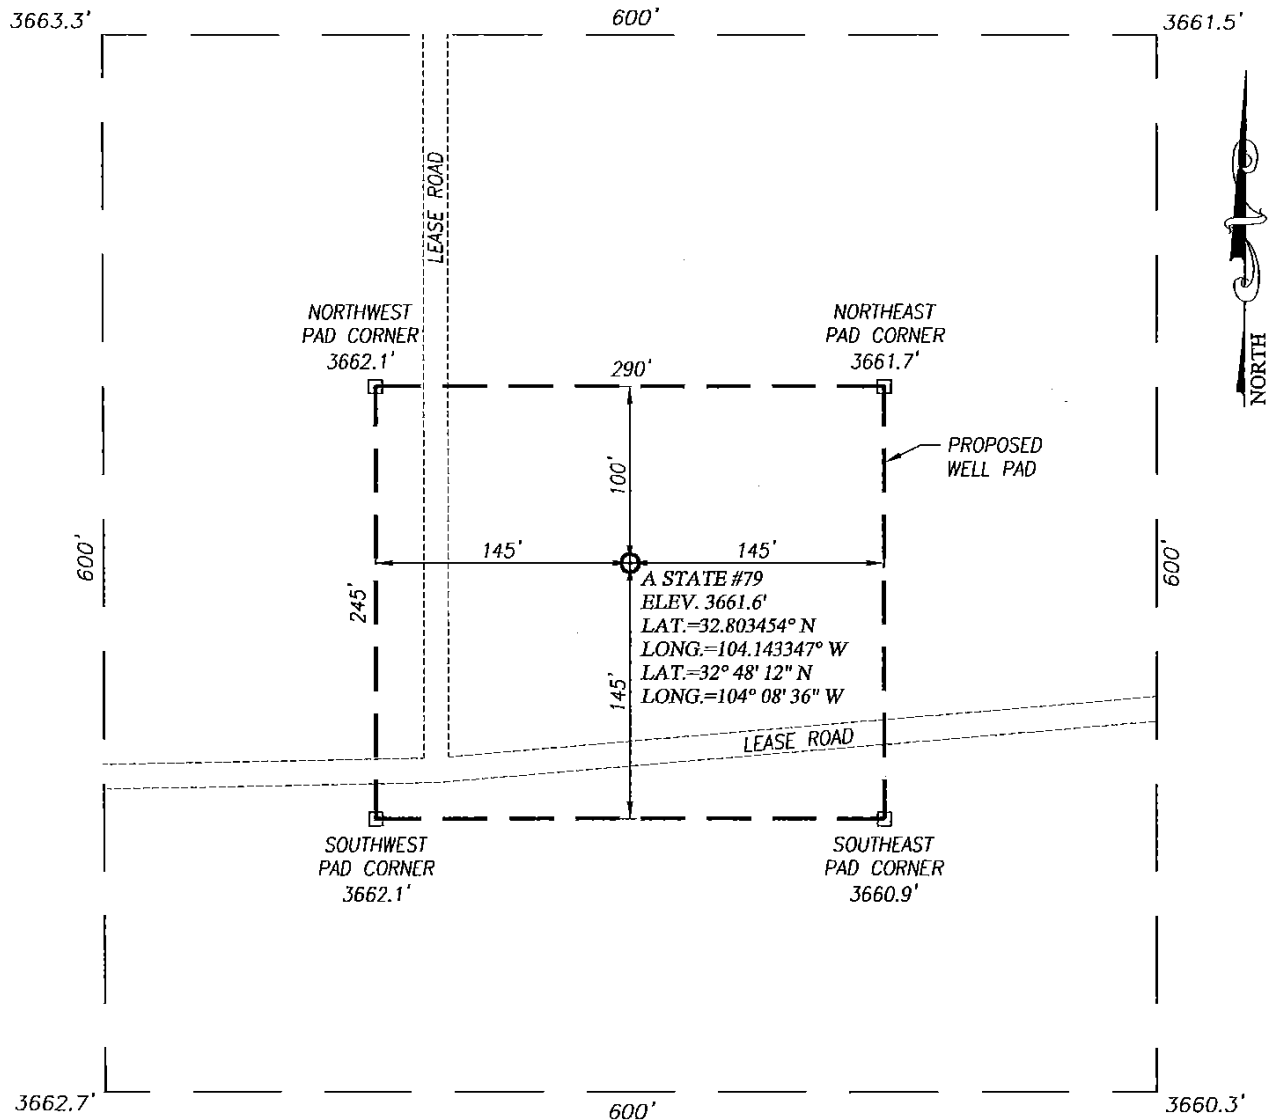 3663.3'
600'
3661.5'
LEASE ROAD
NORTH
NORTHWEST
PAD CORNER
3662.1'
NORTHEAST
PAD CORNER
3661.7'
290'
PROPOSED
WELL PAD
100'
145'
145'
600'
600'
245'
A STATE #79
ELEV. 3661.6'
LAT.=32.803454° N
LONG.=104.143347° W
LAT.=32° 48' 12" N
LONG.=104° 08' 36" W
145'
LEASE ROAD
SOUTHWEST
PAD CORNER
3662.1'
SOUTHEAST
PAD CORNER
3660.9'
3662.7'
600'
3660.3'